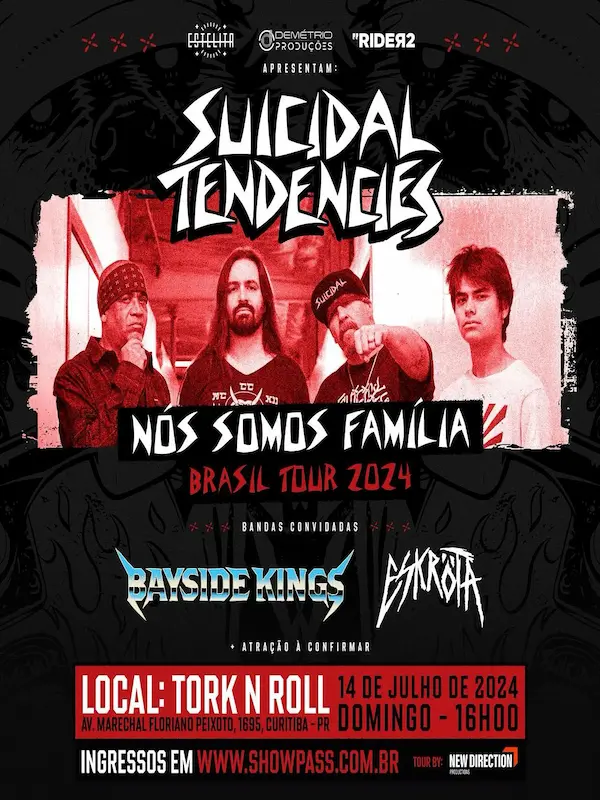 ESTELITA
DEMÉTRIO
PRODUÇÕES
RIDER2
APRESENTAM:
SUICIDAL
TENDENCIES
SUICIDAL
NÓS SOMOS FAMÍLIA
BRASIL TOUR 2024
BANDAS CONVIDADAS
BAYSIDE KINGS
ESKRÖTA
+ ATRAÇÃO À CONFIRMAR
LOCAL: TORK N ROLL
AV. MARECHAL FLORIANO PEIXOTO, 1695, CURITIBA - PR
14 DE JULHO DE 2024
DOMINGO - 16H00
INGRESSOS EM WWW.SHOWPASS.COM.BR
TOUR BY: NEW DIRECTION
PRODUCTIONS